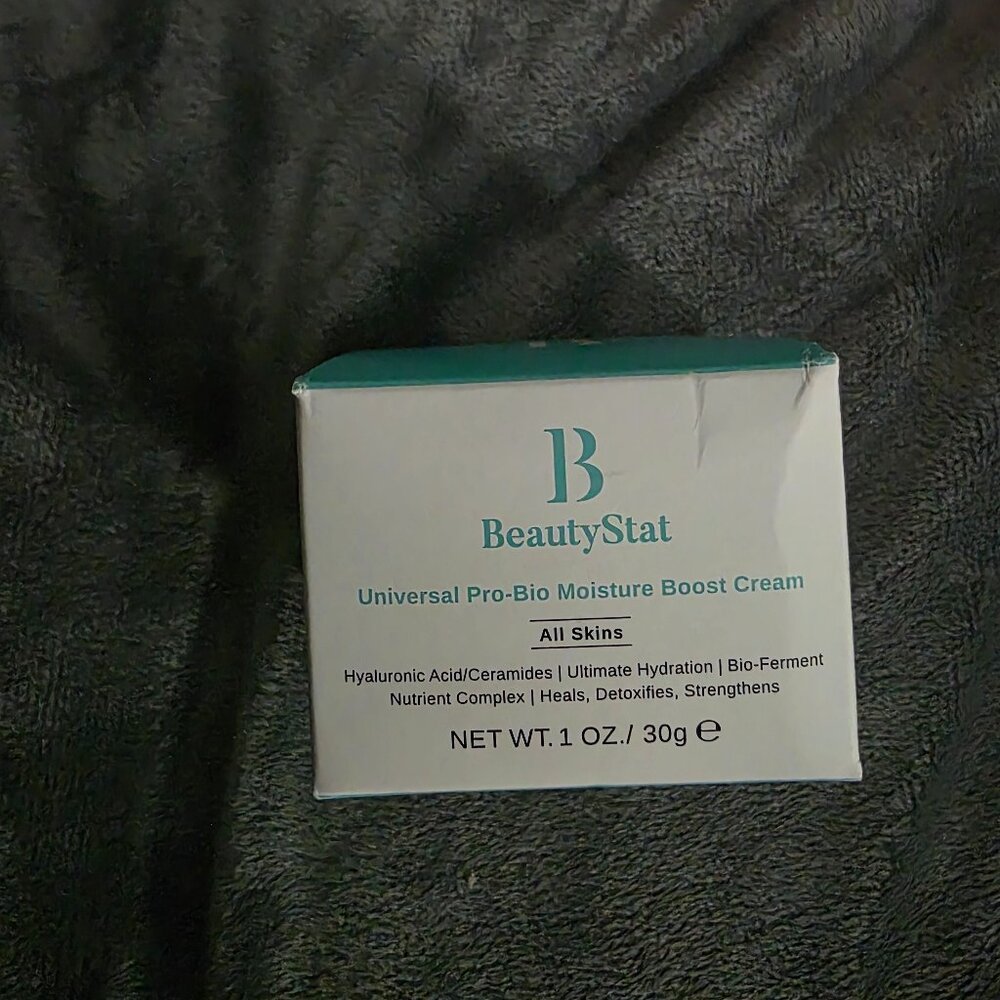 B
BeautyStat
Universal Pro-Bio Moisture Boost Cream
All Skins
Hyaluronic Acid/Ceramides | Ultimate Hydration | Bio-Ferment
Nutrient Complex | Heals, Detoxifies, Strengthens
NET WT. 1 OZ./ 30g ℮